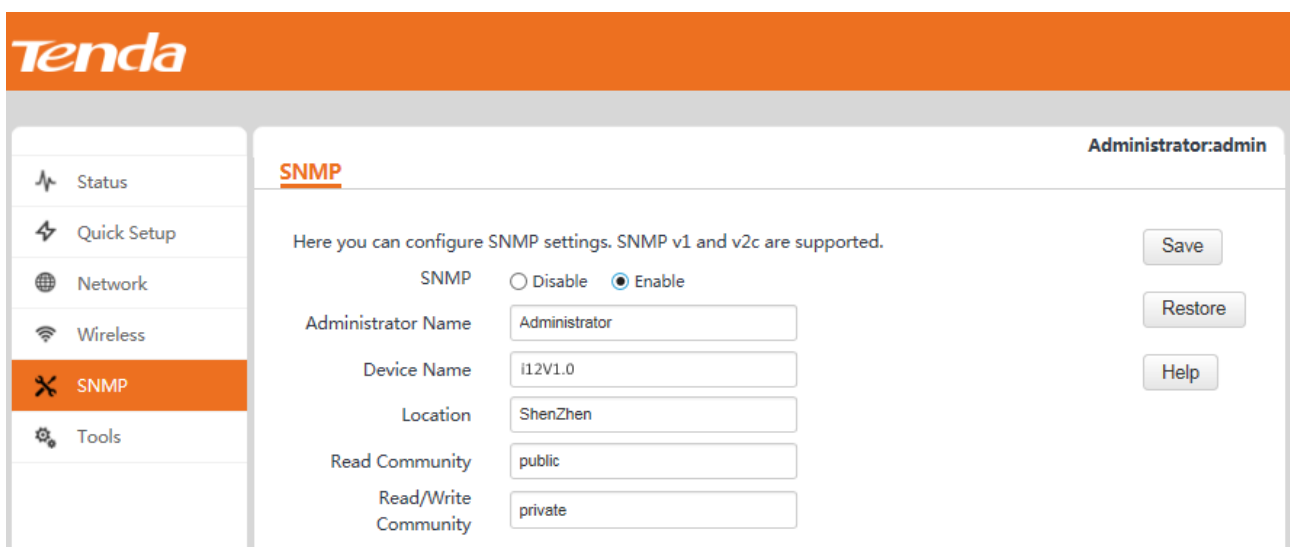 Tenda
Administrator:admin
Status
Quick Setup
Network
Wireless
SNMP
Tools
SNMP
Here you can configure SNMP settings. SNMP v1 and v2c are supported.
SNMP Disable Enable
Administrator Name Administrator
Device Name i12V1.0
Location ShenZhen
Read Community public
Read/Write
Community private
Save
Restore
Help